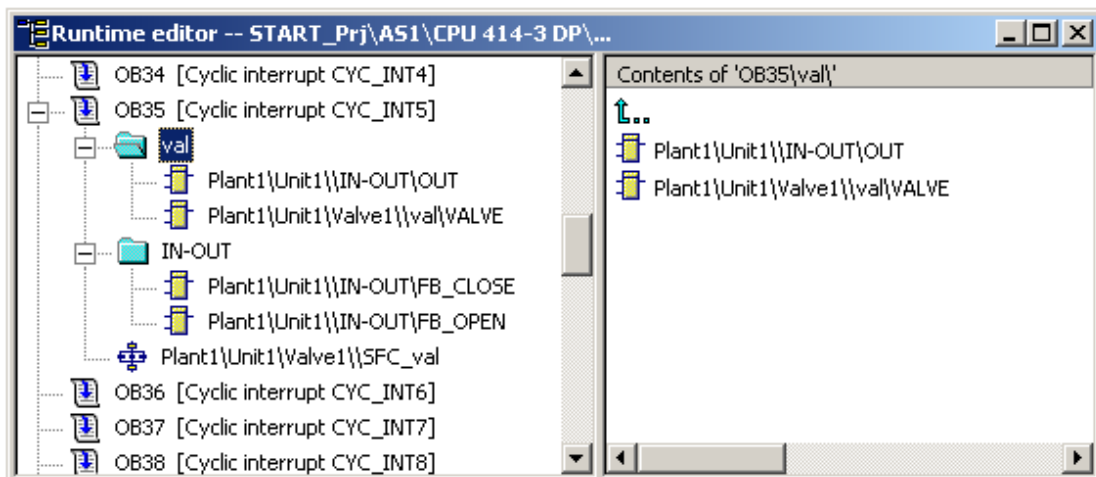 Runtime editor -- START_Prj\AS1\CPU 414-3 DP\...
OB34 [Cyclic interrupt CYC_INT4]
OB35 [Cyclic interrupt CYC_INT5]
val
Plant1\Unit1\\IN-OUT\OUT
Plant1\Unit1\Valve1\\val\VALVE
IN-OUT
Plant1\Unit1\\IN-OUT\FB_CLOSE
Plant1\Unit1\\IN-OUT\FB_OPEN
Plant1\Unit1\Valve1\\SFC_val
OB36 [Cyclic interrupt CYC_INT6]
OB37 [Cyclic interrupt CYC_INT7]
OB38 [Cyclic interrupt CYC_INT8]
Contents of 'OB35\val\'
..
Plant1\Unit1\\IN-OUT\OUT
Plant1\Unit1\Valve1\\val\VALVE